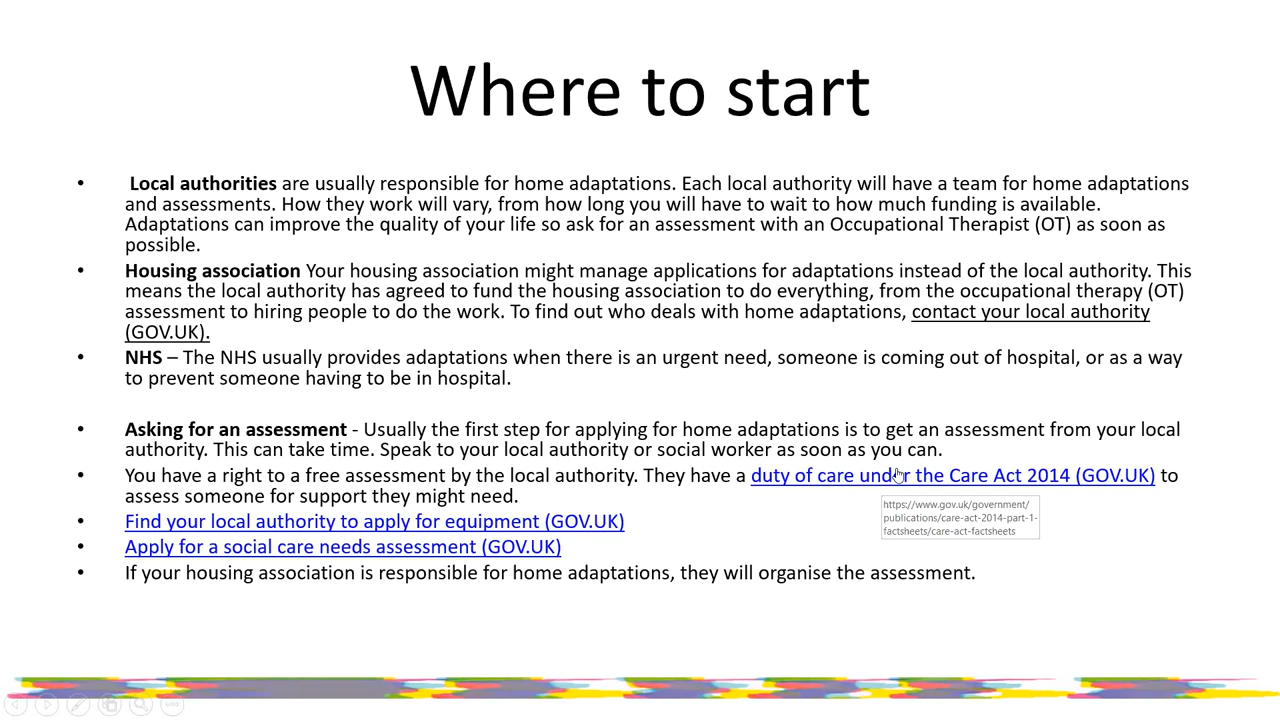 Where to start
• Local authorities are usually responsible for home adaptations. Each local authority will have a team for home adaptations
and assessments. How they work will vary, from how long you will have to wait to how much funding is available.
Adaptations can improve the quality of your life so ask for an assessment with an Occupational Therapist (OT) as soon as
possible.
• Housing association Your housing association might manage applications for adaptations instead of the local authority. This
means the local authority has agreed to fund the housing association to do everything, from the occupational therapy (OT)
assessment to hiring people to do the work. To find out who deals with home adaptations, contact your local authority
(GOV.UK).
• NHS – The NHS usually provides adaptations when there is an urgent need, someone is coming out of hospital, or as a way
to prevent someone having to be in hospital.
• Asking for an assessment - Usually the first step for applying for home adaptations is to get an assessment from your local
authority. This can take time. Speak to your local authority or social worker as soon as you can.
• You have a right to a free assessment by the local authority. They have a duty of care under the Care Act 2014 (GOV.UK) to
assess someone for support they might need.
https://www.gov.uk/government/
publications/care-act-2014-part-1-
factsheets/care-act-factsheets
• Find your local authority to apply for equipment (GOV.UK)
• Apply for a social care needs assessment (GOV.UK)
• If your housing association is responsible for home adaptations, they will organise the assessment.